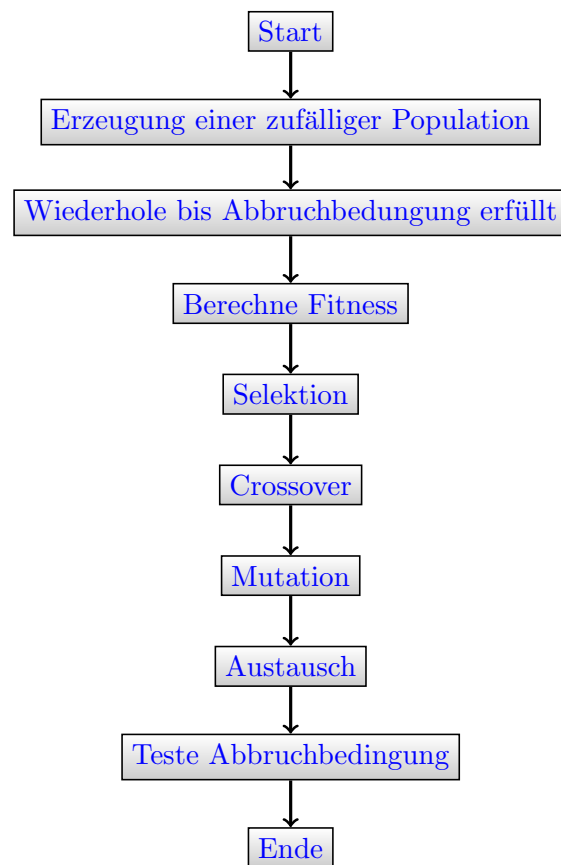 Start
Erzeugung einer zufälliger Population
Wiederhole bis Abbruchbedungung erfüllt
Berechne Fitness
Selektion
Crossover
Mutation
Austausch
Teste Abbruchbedingung
Ende